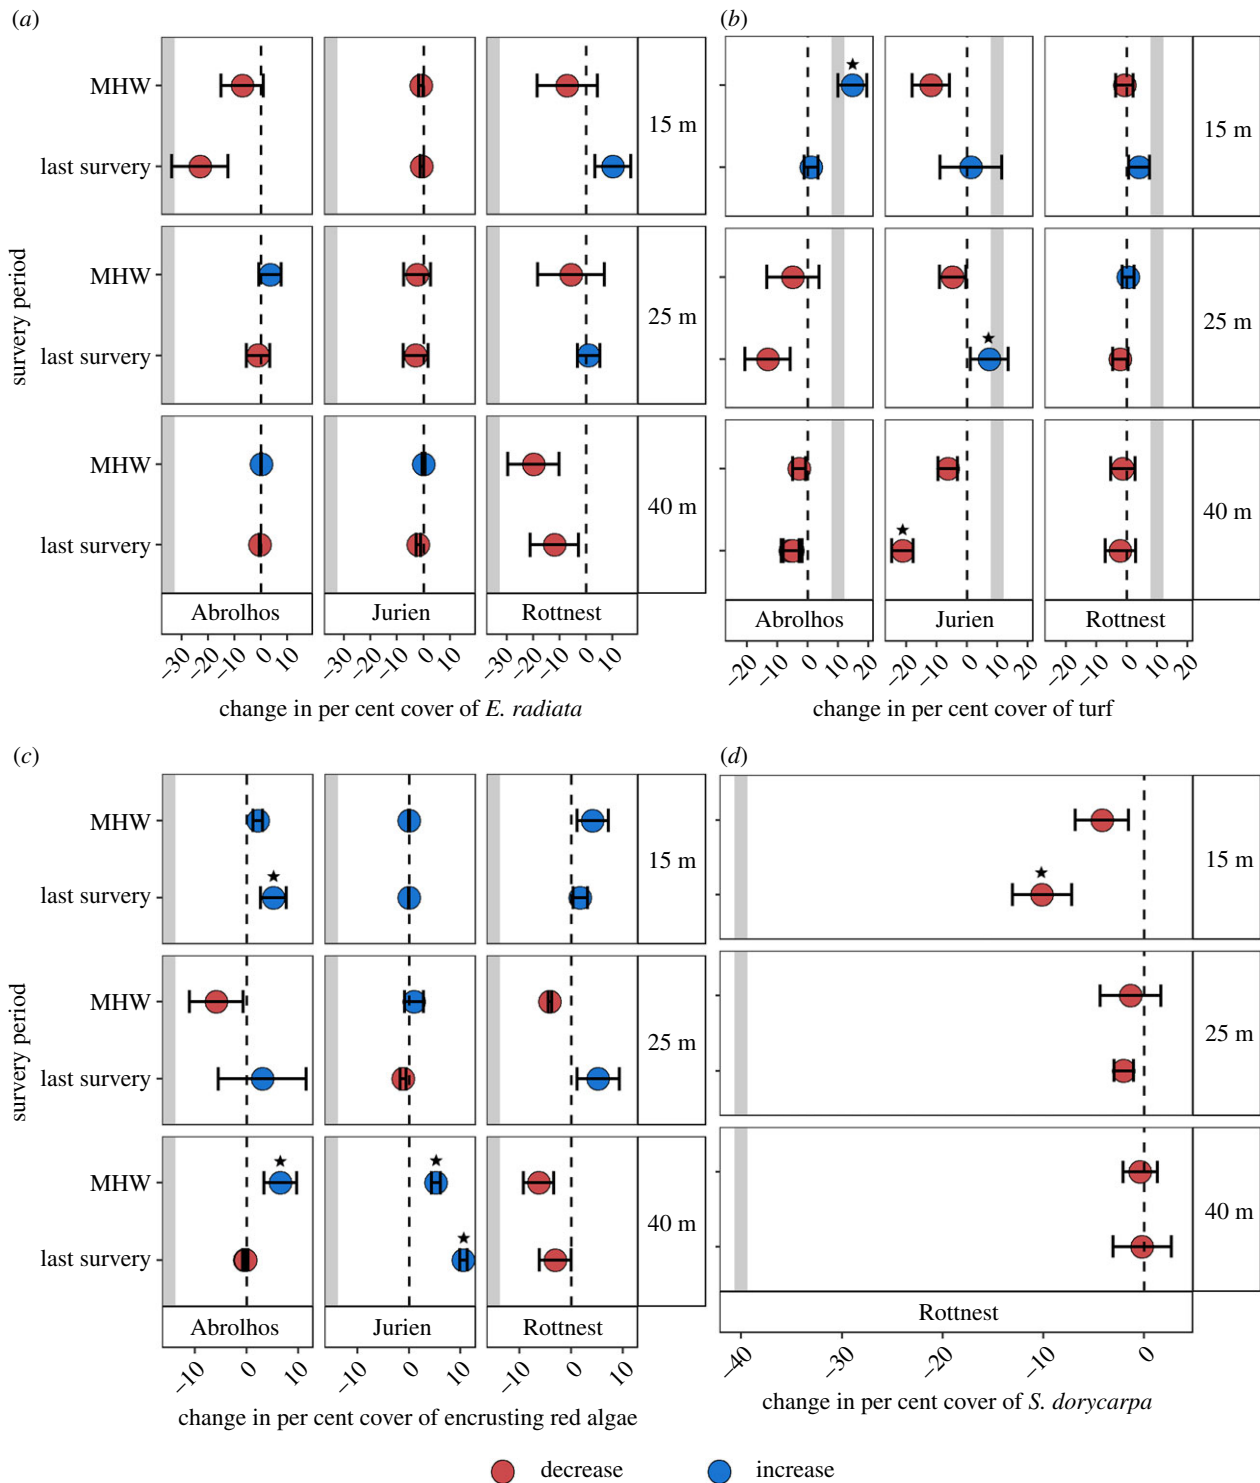 (a)
MHW
last survery
15 m
MHW
last survery
25 m
MHW
last survery
40 m
survery period
Abrolhos Jurien Rottnest
–30 –20 –10 0 10 –30 –20 –10 0 10 –30 –20 –10 0 10
change in per cent cover of E. radiata
(b)
15 m
25 m
40 m
Abrolhos Jurien Rottnest
–20 –10 0 10 20 –20 –10 0 10 20 –20 –10 0 10 20
change in per cent cover of turf
(c)
MHW
last survery
15 m
MHW
last survery
25 m
MHW
last survery
40 m
survery period
Abrolhos Jurien Rottnest
–10 0 10 –10 0 10 –10 0 10
change in per cent cover of encrusting red algae
(d)
15 m
25 m
40 m
Rottnest
–40 –30 –20 –10 0
change in per cent cover of S. dorycarpa
decrease increase